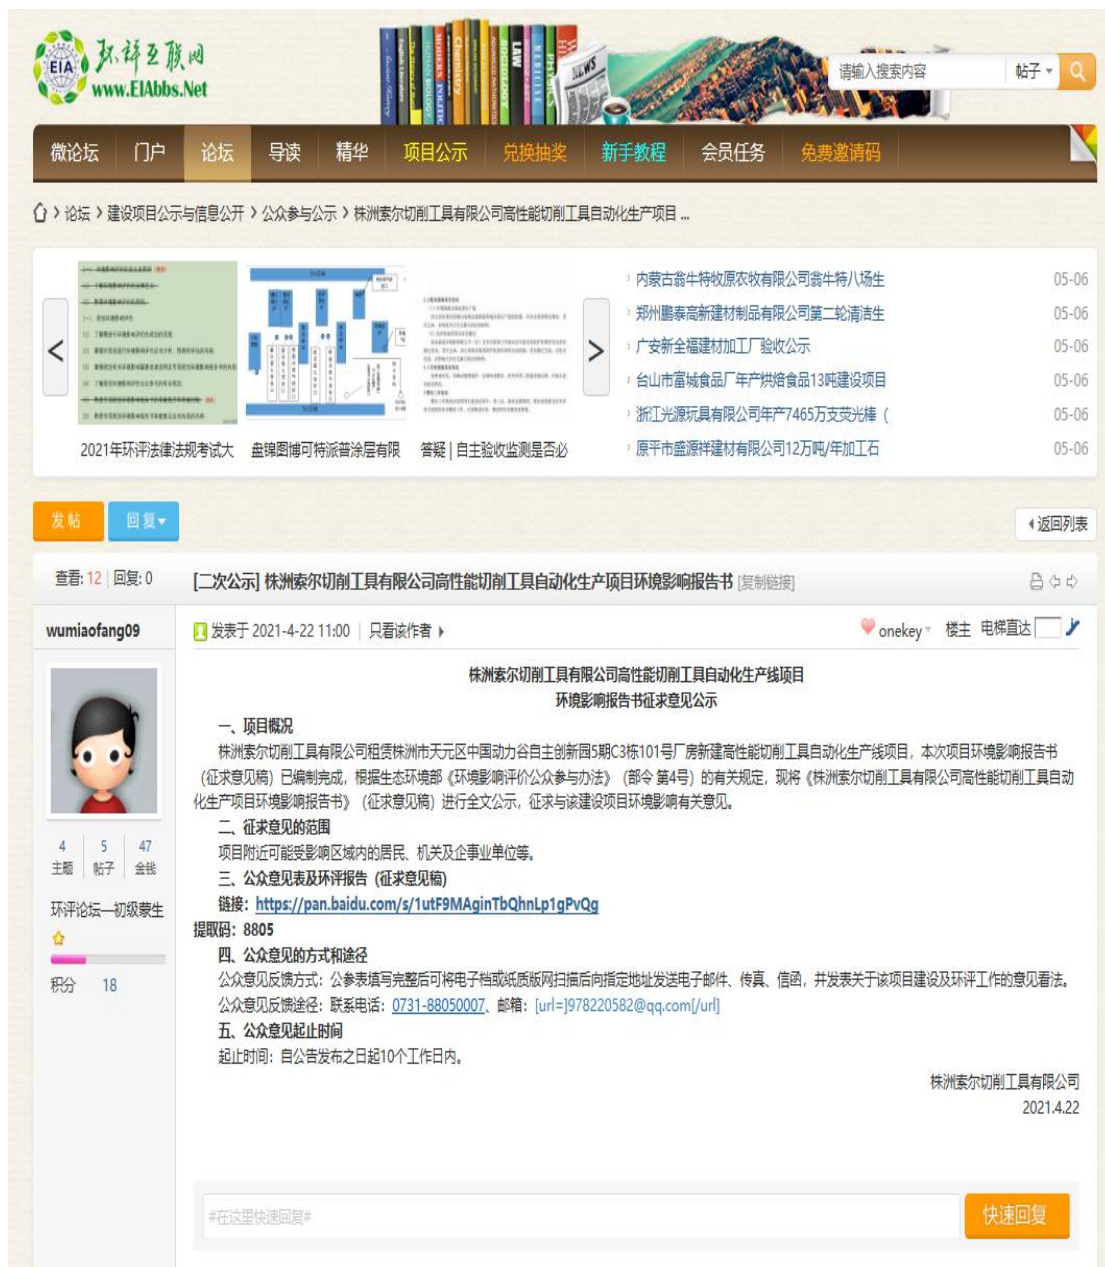 环评互联网
EIA
www.EIAbbs.Net
NEWS
LAW
请输入搜索内容 帖子
微论坛 门户 论坛 导读 精华 项目公示 兑换抽奖 新手教程 会员任务 免费邀请码
论坛 › 建设项目公示与信息公开 › 公众参与公示 › 株洲索尔切削工具有限公司高性能切削工具自动化生产项目 ...
内蒙古翁牛特牧原农牧有限公司翁牛特八场生 05-06
郑州鹏泰高新建材制品有限公司第二轮清洁生 05-06
广安新全福建材加工厂验收公示 05-06
台山市富城食品厂年产烘焙食品13吨建设项目 05-06
浙江光源玩具有限公司年产7465万支荧光棒（ 05-06
原平市盛源祥建材有限公司12万吨/年加工石 05-06
2021年环评法律法规考试大 盘锦图博可特派普涂层有限 答疑 | 自主验收监测是否必
发帖 回复 返回列表
查看: 12 | 回复: 0 [二次公示] 株洲索尔切削工具有限公司高性能切削工具自动化生产项目环境影响报告书 [复制链接]
wumiaofang09 发表于 2021-4-22 11:00 | 只看该作者 onekey 楼主 电梯直达
株洲索尔切削工具有限公司高性能切削工具自动化生产线项目
环境影响报告书征求意见公示
一、项目概况
株洲索尔切削工具有限公司租赁株洲市天元区中国动力谷自主创新园5期C3栋101号厂房新建高性能切削工具自动化生产线项目，本次项目环境影响报告书
（征求意见稿）已编制完成，根据生态环境部《环境影响评价公众参与办法》（部令 第4号）的有关规定，现将《株洲索尔切削工具有限公司高性能切削工具自动
化生产项目环境影响报告书》（征求意见稿）进行全文公示，征求与该建设项目环境影响有关意见。
二、征求意见的范围
项目附近可能受影响区域内的居民、机关及企事业单位等。
三、公众意见表及环评报告（征求意见稿）
链接：https://pan.baidu.com/s/1utF9MAginTbQhnLp1gPvQg
提取码：8805
四、公众意见的方式和途径
公众意见反馈方式：公参表填写完整后可将电子档或纸质版网扫描后向指定地址发送电子邮件、传真、信函，并发表关于该项目建设及环评工作的意见看法。
公众意见反馈途径：联系电话：0731-88050007、邮箱：[url=]978220582@qq.com[/url]
五、公众意见起止时间
起止时间：自公告发布之日起10个工作日内。
株洲索尔切削工具有限公司
2021.4.22
4 5 47
主题 帖子 金钱
环评论坛—初级蒙生
积分 18
#在这里快速回复#
快速回复